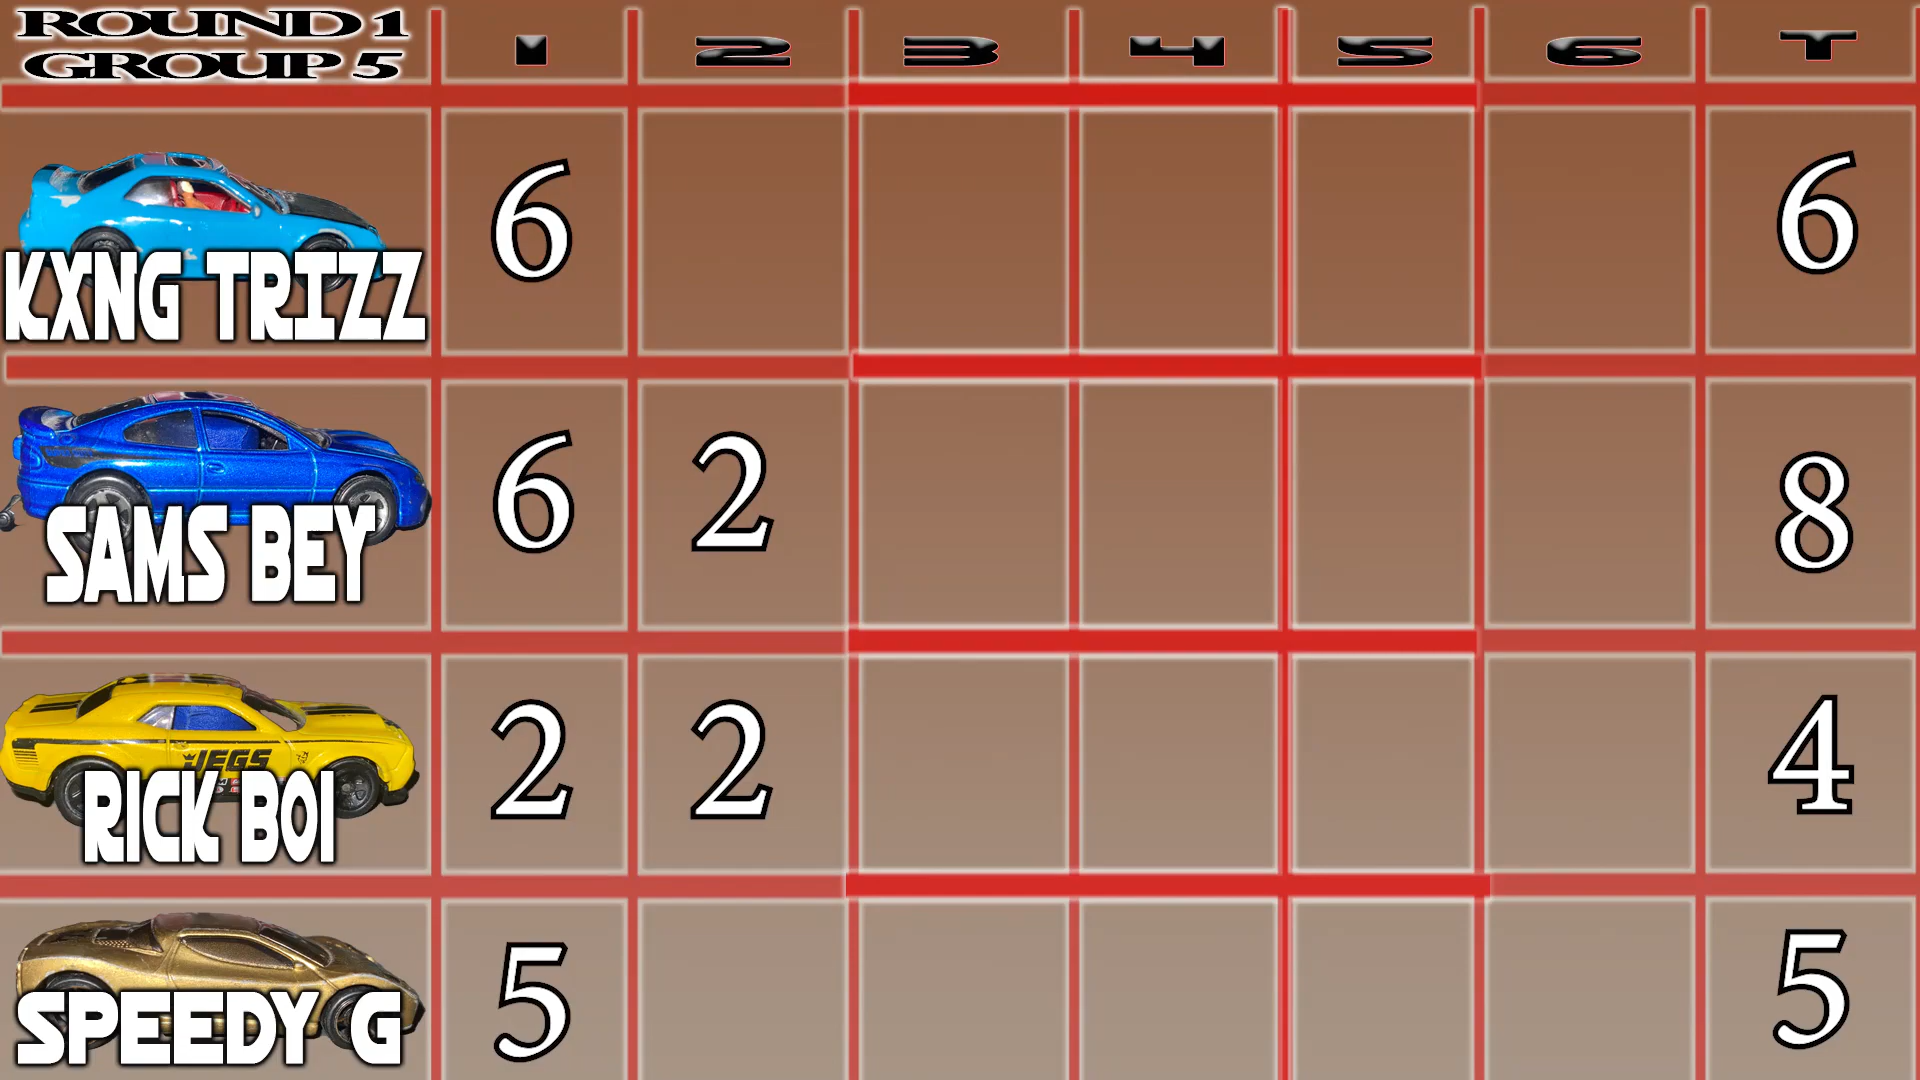 ROUND 1
GROUP 5
1 2 3 4 5 6 T
KXNG TRIZZ 6 6
SAMS BEY 6 2 8
JEGS
RICK BOI 2 2 4
SPEEDY G 5 5